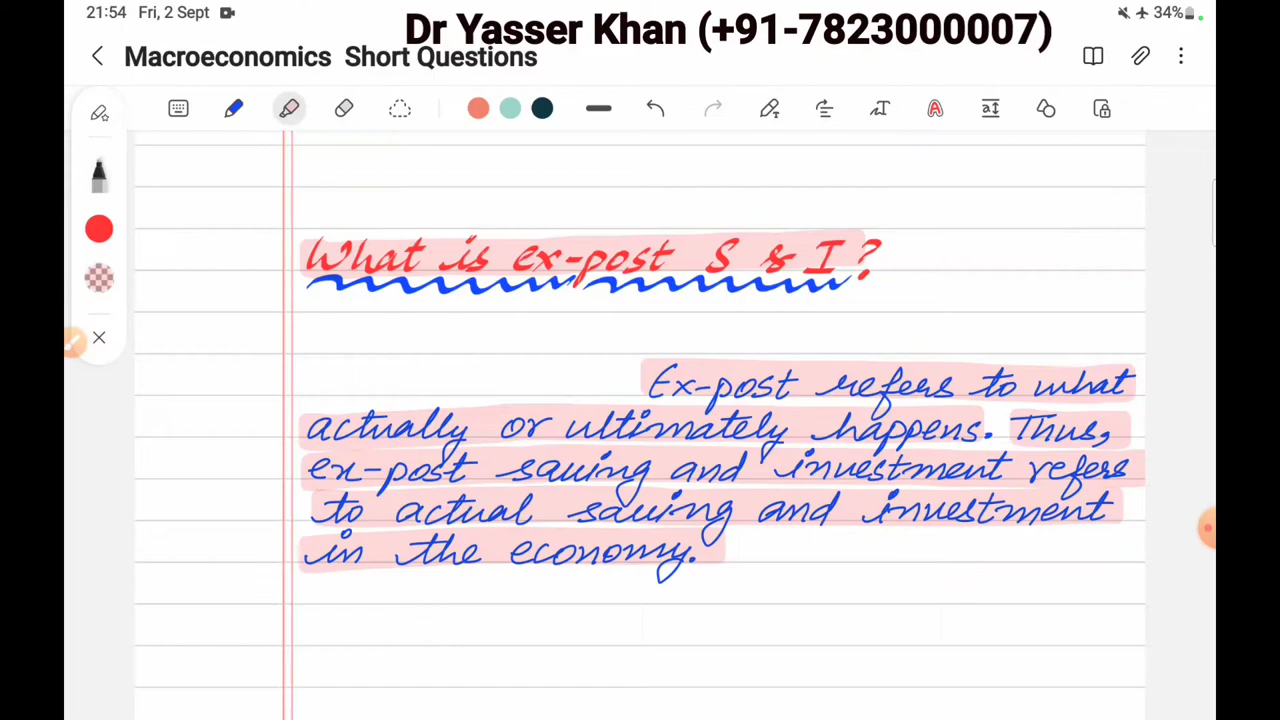 21:54 Fri, 2 Sept 34%
Dr Yasser Khan (+91-7823000007)
Macroeconomics Short Questions
What is ex-post S & I?
Ex-post refers to what
actually or ultimately happens. Thus,
ex-post saving and investment refers
to actual saving and investment
in the economy.